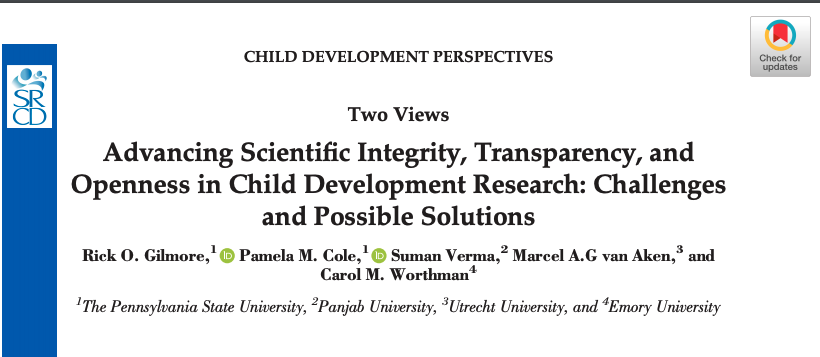 Check for
updates
CHILD DEVELOPMENT PERSPECTIVES
SR
CD
Two Views
Advancing Scientific Integrity, Transparency, and
Openness in Child Development Research: Challenges
and Possible Solutions
Rick O. Gilmore,¹ iD Pamela M. Cole,¹ iD Suman Verma,² Marcel A.G van Aken,³ and
Carol M. Worthman⁴
¹The Pennsylvania State University, ²Panjab University, ³Utrecht University, and ⁴Emory University